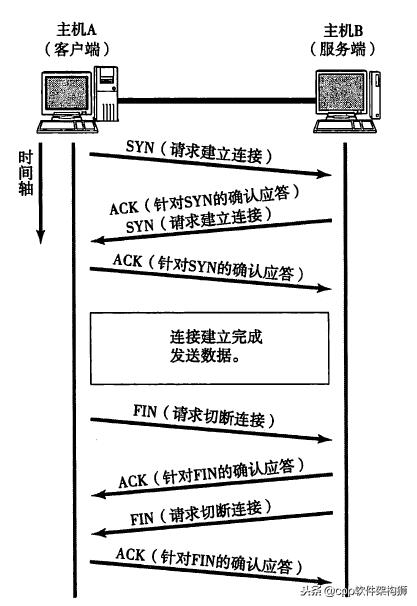 主机A
（客户端）
主机B
（服务端）
时间轴
SYN（请求建立连接）
ACK（针对SYN的确认应答）
SYN（请求建立连接）
ACK（针对SYN的确认应答）
连接建立完成
发送数据。
FIN（请求切断连接）
ACK（针对FIN的确认应答）
FIN（请求切断连接）
ACK（针对FIN的确认应答）
头条 @cpp软件架构狮